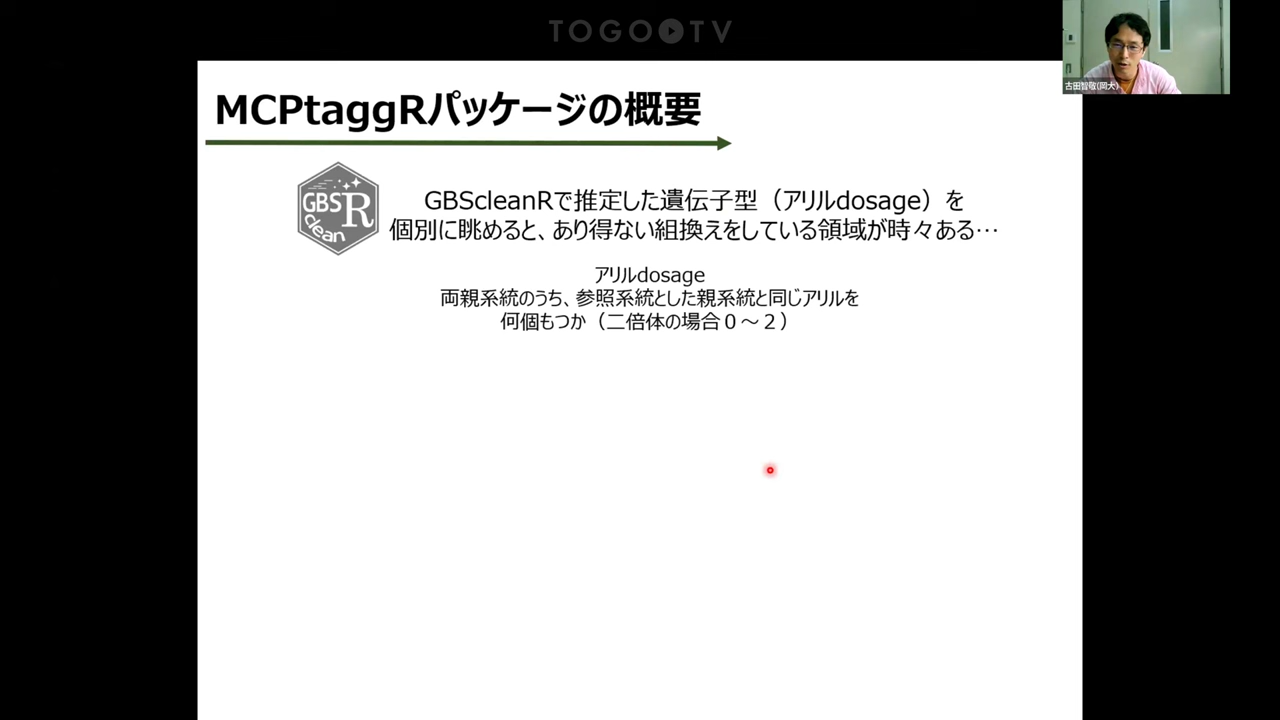 TOGO TV
古田智敬(岡大)
MCPtaggRパッケージの概要
GBS
R
clean
GBScleanRで推定した遺伝子型（アリルdosage）を
個別に眺めると、あり得ない組換えをしている領域が時々ある…
アリルdosage
両親系統のうち、参照系統とした親系統と同じアリルを
何個もつか（二倍体の場合０～２）